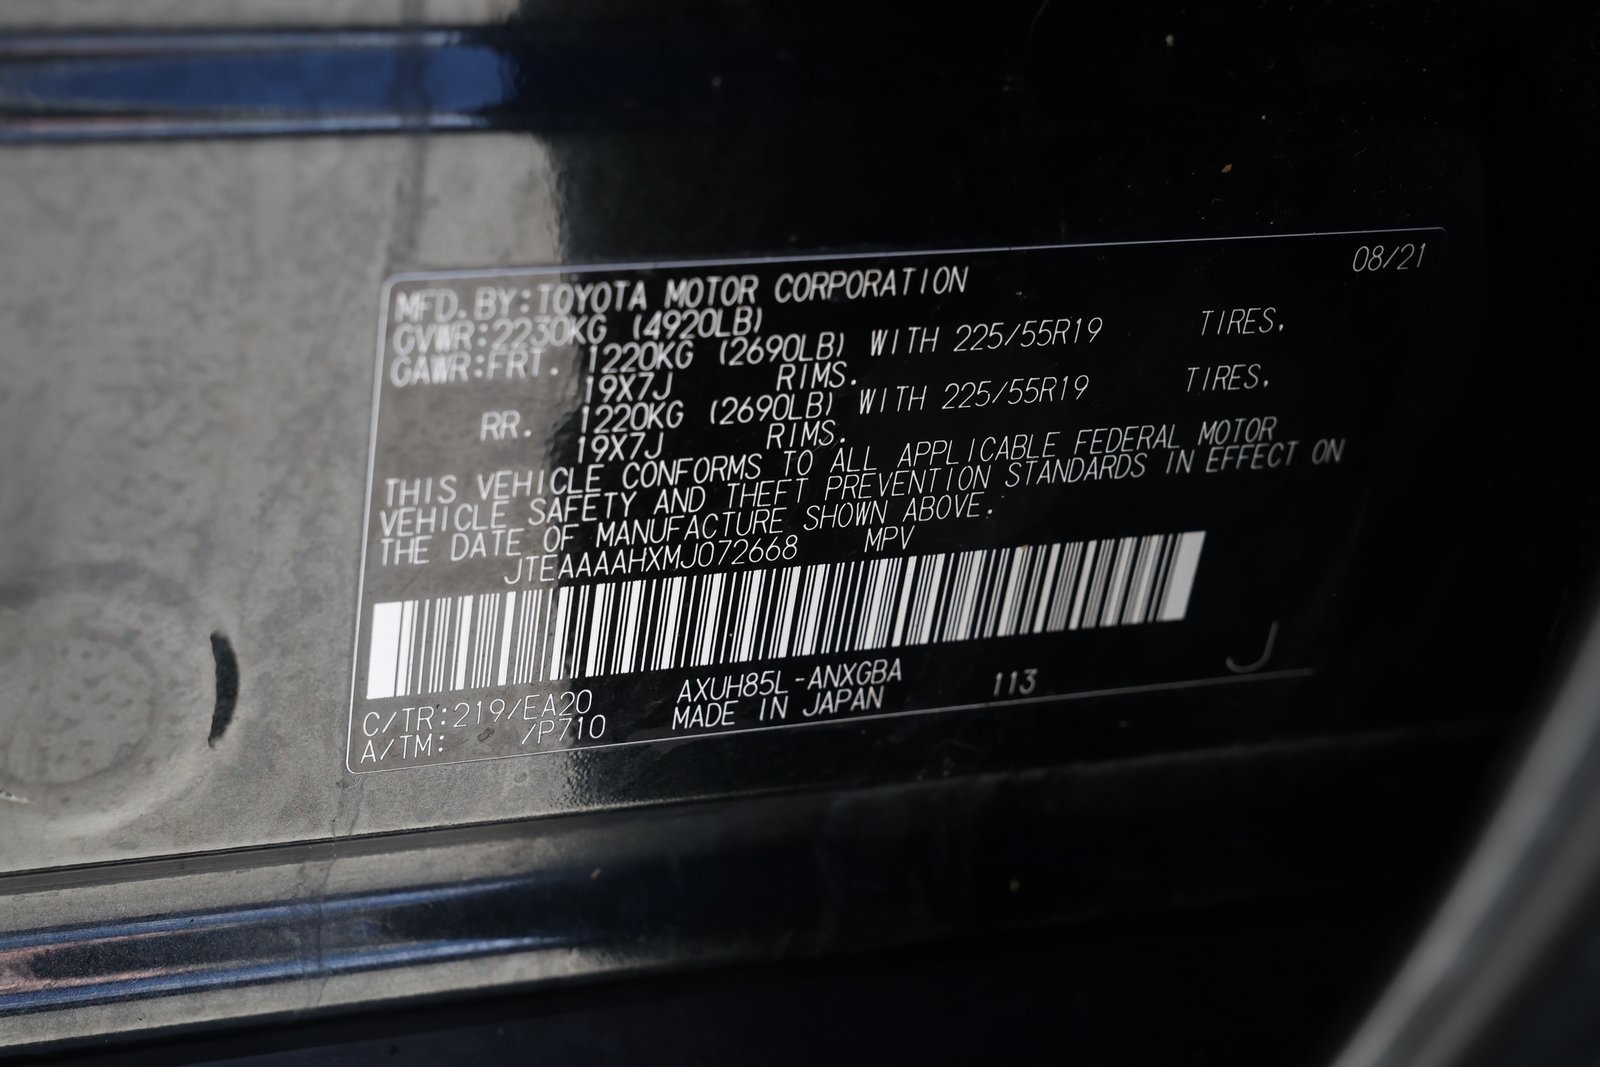 08/21
MFD. BY: TOYOTA MOTOR CORPORATION
GVWR: 2230KG (4920LB)
GAWR: FRT. 1220KG (2690LB) WITH 225/55R19 TIRES,
19X7J RIMS.
RR. 1220KG (2690LB) WITH 225/55R19 TIRES,
19X7J RIMS.
THIS VEHICLE CONFORMS TO ALL APPLICABLE FEDERAL MOTOR
VEHICLE SAFETY AND THEFT PREVENTION STANDARDS IN EFFECT ON
THE DATE OF MANUFACTURE SHOWN ABOVE.
JTEAAAAHXMJ072668 MPV
C/TR: 219/EA20 AXUH85L-ANXGBA 113 J
A/TM: /P710 MADE IN JAPAN